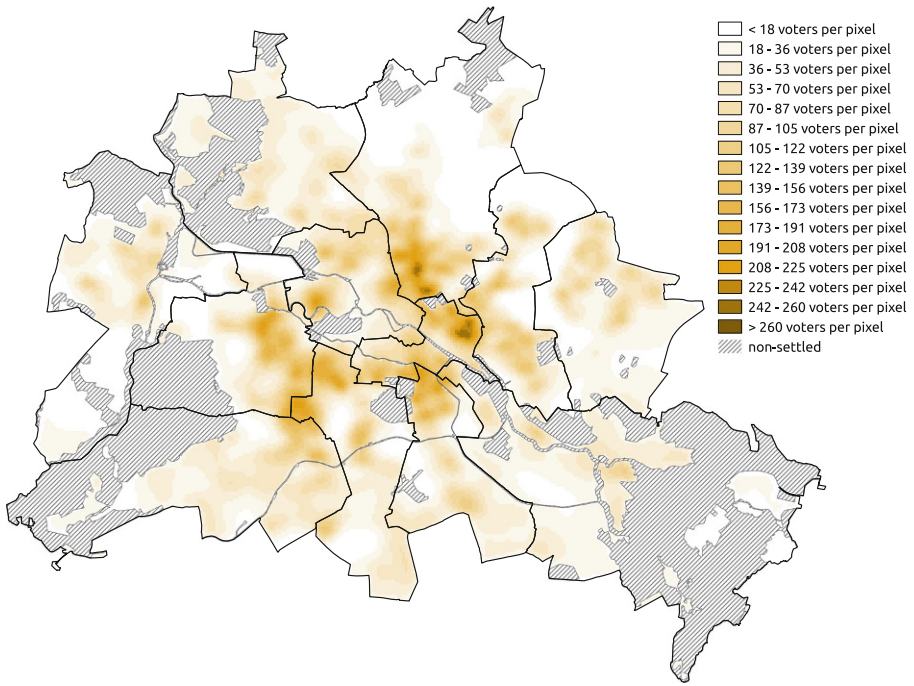 < 18 voters per pixel
18 - 36 voters per pixel
36 - 53 voters per pixel
53 - 70 voters per pixel
70 - 87 voters per pixel
87 - 105 voters per pixel
105 - 122 voters per pixel
122 - 139 voters per pixel
139 - 156 voters per pixel
156 - 173 voters per pixel
173 - 191 voters per pixel
191 - 208 voters per pixel
208 - 225 voters per pixel
225 - 242 voters per pixel
242 - 260 voters per pixel
> 260 voters per pixel
non-settled